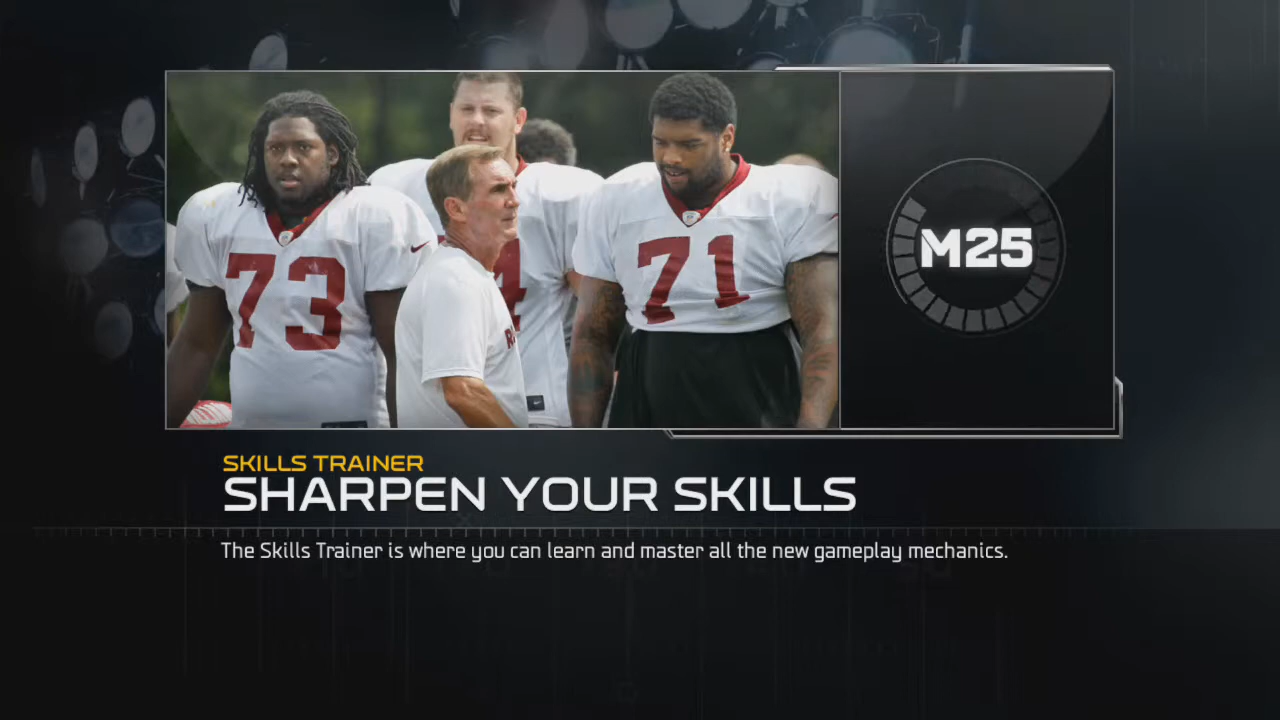 73
4
71
M25
SKILLS TRAINER
SHARPEN YOUR SKILLS
The Skills Trainer is where you can learn and master all the new gameplay mechanics.